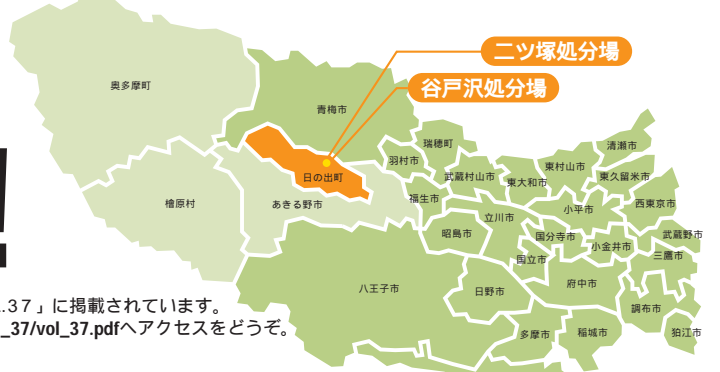 二ツ塚処分場
谷戸沢処分場
奥多摩町
青梅市
瑞穂町
羽村市
清瀬市
東村山市
武蔵村山市
東大和市
東久留米市
日の出町
檜原村
あきる野市
福生市
立川市
小平市
西東京市
昭島市
国分寺市
小金井市
武蔵野市
三鷹市
国立市
八王子市
日野市
府中市
調布市
多摩市
稲城市
狛江市
.37」に掲載されています。
_37/vol_37.pdfへアクセスをどうぞ。